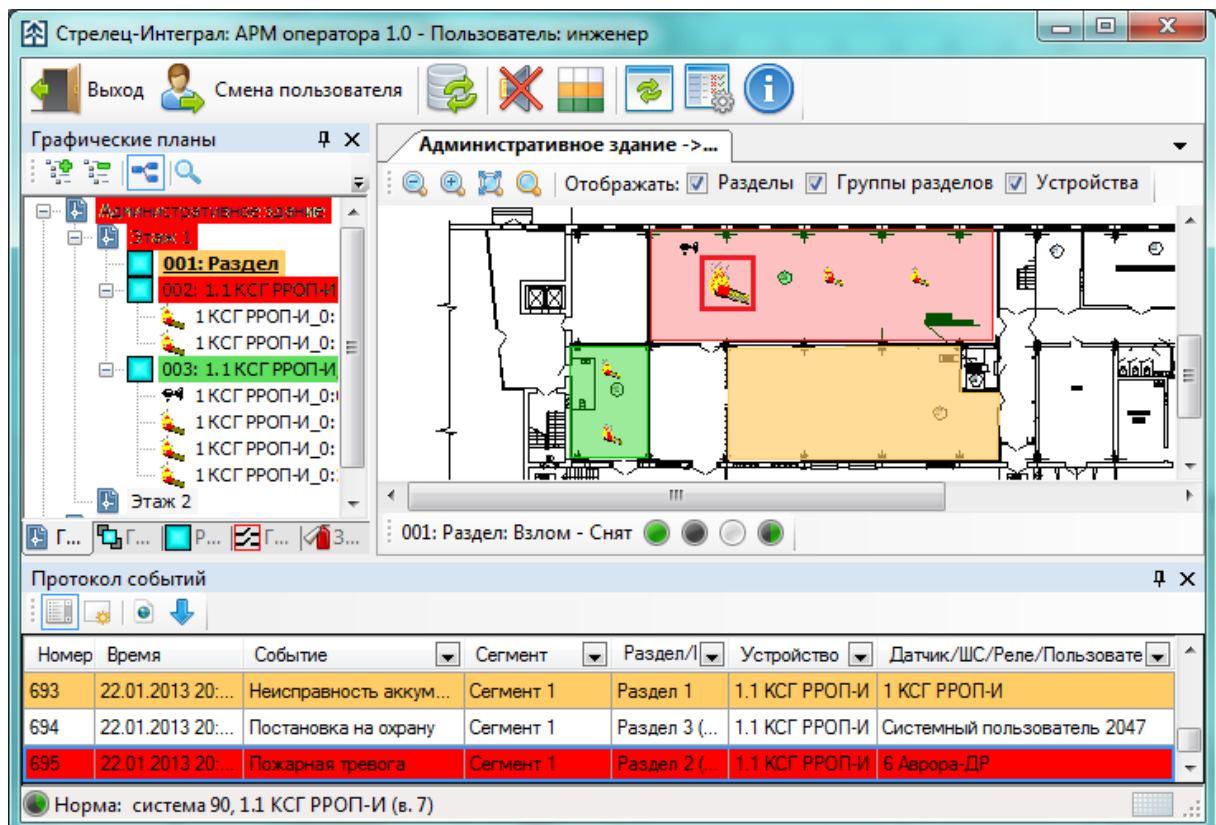 Стрелец-Интеграл: АРМ оператора 1.0 - Пользователь: инженер
Выход Смена пользователя
Графические планы
Административное здание ->...
Отображать: Разделы Группы разделов Устройства
Административное здание
Этаж 1
001: Раздел
002: 1.1 КСГ РРОП-И
1 КСГ РРОП-И_0:
1 КСГ РРОП-И_0:
003: 1.1 КСГ РРОП-И
1 КСГ РРОП-И_0:
1 КСГ РРОП-И_0:
1 КСГ РРОП-И_0:
1 КСГ РРОП-И_0:
Этаж 2
Г... Г... Р... Г... З...
001: Раздел: Взлом - Снят
Протокол событий
Номер Время Событие Сегмент Раздел/Г Устройство Датчик/ШС/Реле/Пользовате
693 22.01.2013 20:... Неисправность аккум... Сегмент 1 Раздел 1 1.1 КСГ РРОП-И 1 КСГ РРОП-И
694 22.01.2013 20:... Постановка на охрану Сегмент 1 Раздел 3 (... 1.1 КСГ РРОП-И Системный пользователь 2047
695 22.01.2013 20:... Пожарная тревога Сегмент 1 Раздел 2 (... 1.1 КСГ РРОП-И 6 Аврора-ДР
Норма: система 90, 1.1 КСГ РРОП-И (в. 7)